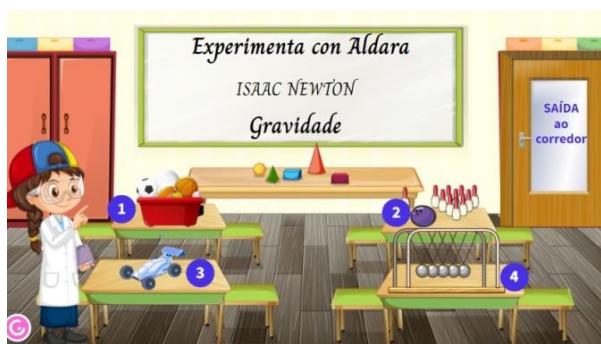 Experimenta con Aldara
ISAAC NEWTON
Gravidade
SAÍDA
ao
corredor
1
2
3
4